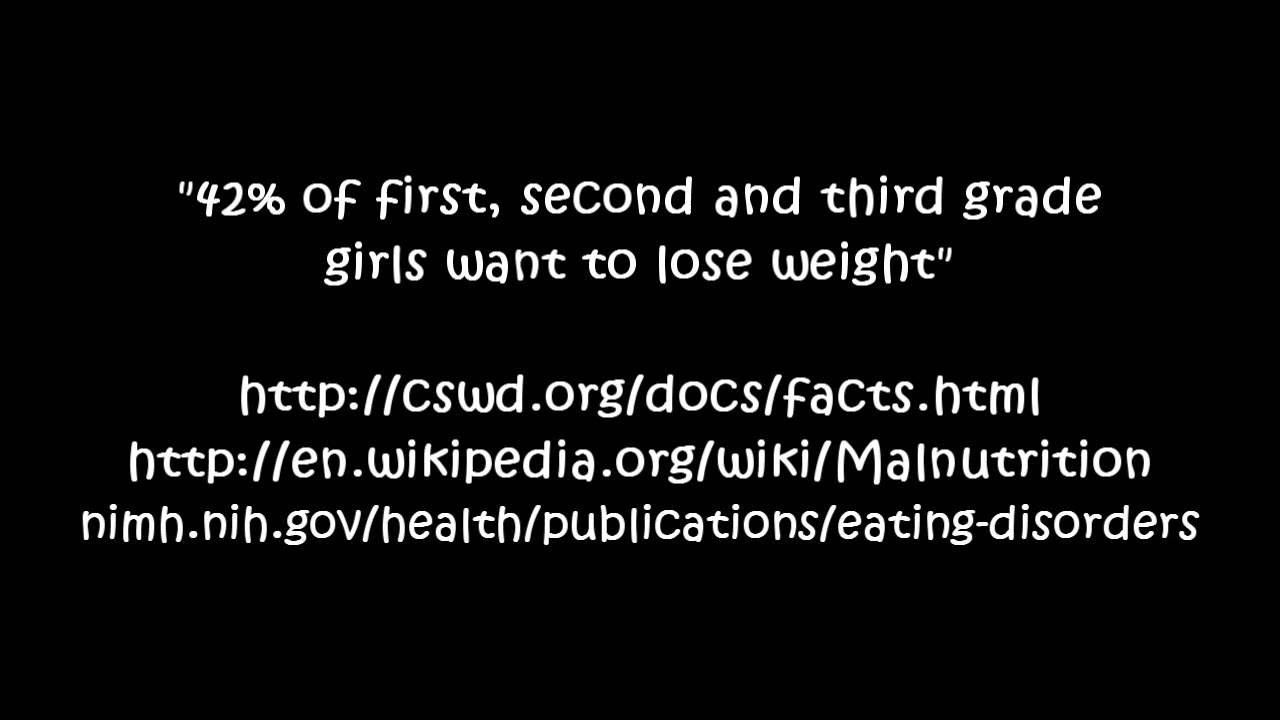 "42% of first, second and third grade
girls want to lose weight"
http://cswd.org/docs/facts.html
http://en.wikipedia.org/wiki/Malnutrition
nimh.nih.gov/health/publications/eating-disorders